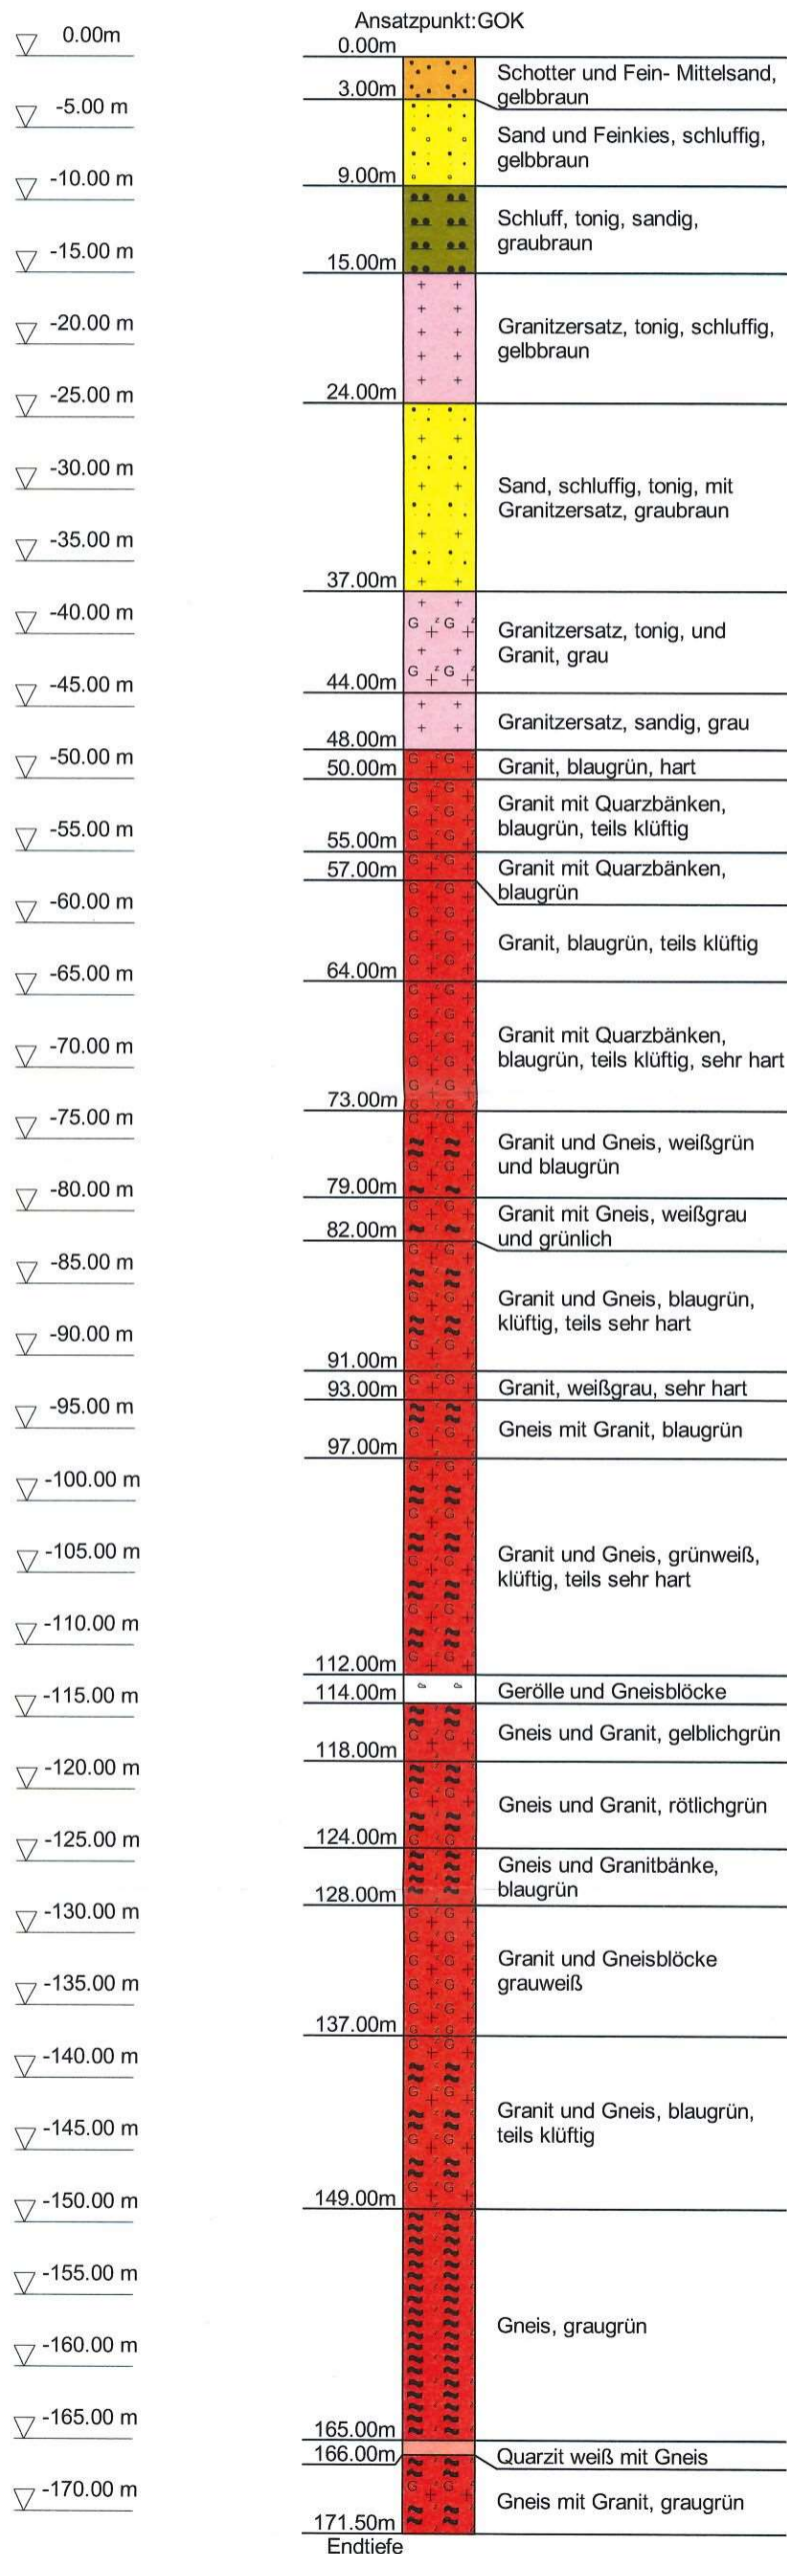 Ansatzpunkt:GOK
0.00m
0.00m
3.00m
Schotter und Fein- Mittelsand,
gelbbraun
-5.00 m
Sand und Feinkies, schluffig,
gelbbraun
9.00m
-10.00 m
Schluff, tonig, sandig,
graubraun
15.00m
-15.00 m
-20.00 m
Granitzersatz, tonig, schluffig,
gelbbraun
24.00m
-25.00 m
-30.00 m
Sand, schluffig, tonig, mit
Granitzersatz, graubraun
-35.00 m
37.00m
-40.00 m
Granitzersatz, tonig, und
Granit, grau
44.00m
-45.00 m
Granitzersatz, sandig, grau
48.00m
-50.00 m
50.00m
Granit, blaugrün, hart
Granit mit Quarzbänken,
blaugrün, teils klüftig
-55.00 m
55.00m
57.00m
Granit mit Quarzbänken,
blaugrün
-60.00 m
Granit, blaugrün, teils klüftig
64.00m
-65.00 m
-70.00 m
Granit mit Quarzbänken,
blaugrün, teils klüftig, sehr hart
73.00m
-75.00 m
Granit und Gneis, weißgrün
und blaugrün
79.00m
-80.00 m
Granit mit Gneis, weißgrau
und grünlich
82.00m
-85.00 m
Granit und Gneis, blaugrün,
klüftig, teils sehr hart
-90.00 m
91.00m
93.00m
Granit, weißgrau, sehr hart
-95.00 m
Gneis mit Granit, blaugrün
97.00m
-100.00 m
-105.00 m
Granit und Gneis, grünweiß,
klüftig, teils sehr hart
-110.00 m
112.00m
114.00m
Gerölle und Gneisblöcke
-115.00 m
Gneis und Granit, gelblichgrün
118.00m
-120.00 m
Gneis und Granit, rötlichgrün
124.00m
-125.00 m
Gneis und Granitbänke,
blaugrün
128.00m
-130.00 m
Granit und Gneisblöcke
grauweiß
-135.00 m
137.00m
-140.00 m
Granit und Gneis, blaugrün,
teils klüftig
-145.00 m
149.00m
-150.00 m
-155.00 m
Gneis, graugrün
-160.00 m
-165.00 m
165.00m
166.00m
Quarzit weiß mit Gneis
-170.00 m
Gneis mit Granit, graugrün
171.50m
Endtiefe